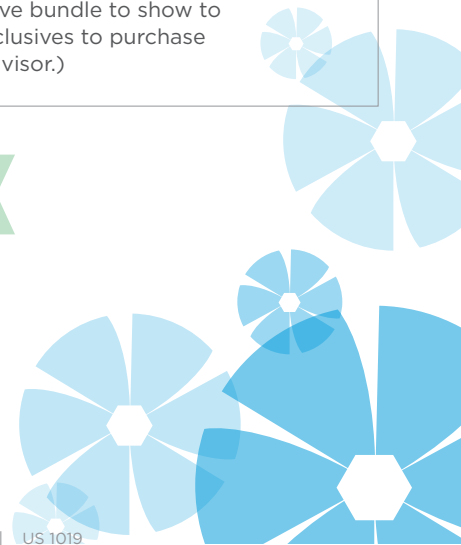 ve bundle to show to
clusives to purchase
visor.)
US 1019